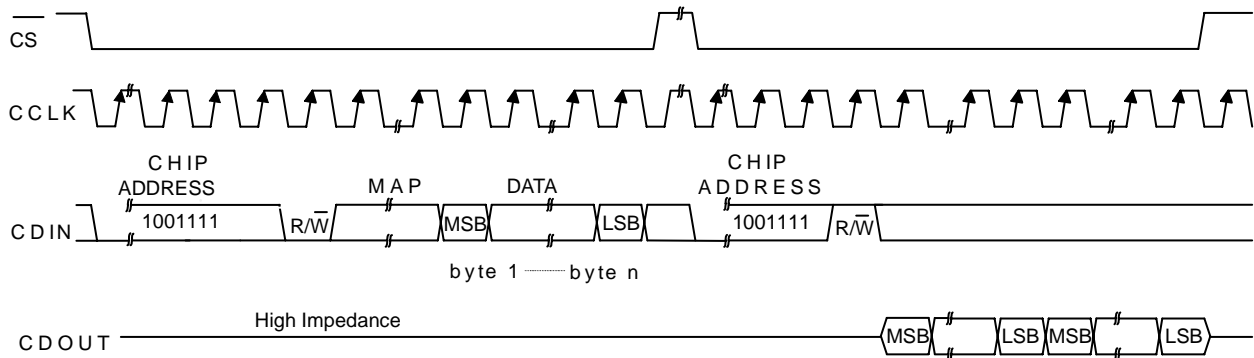 CS
CCLK
CHIP
ADDRESS
MAP
DATA
CHIP
ADDRESS
CDIN
1001111
R/W
MSB
LSB
1001111
R/W
byte 1
byte n
High Impedance
CDOUT
MSB
LSB
MSB
LSB